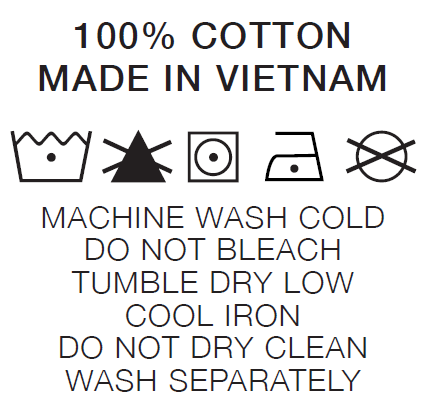 100% COTTON
MADE IN VIETNAM
MACHINE WASH COLD
DO NOT BLEACH
TUMBLE DRY LOW
COOL IRON
DO NOT DRY CLEAN
WASH SEPARATELY